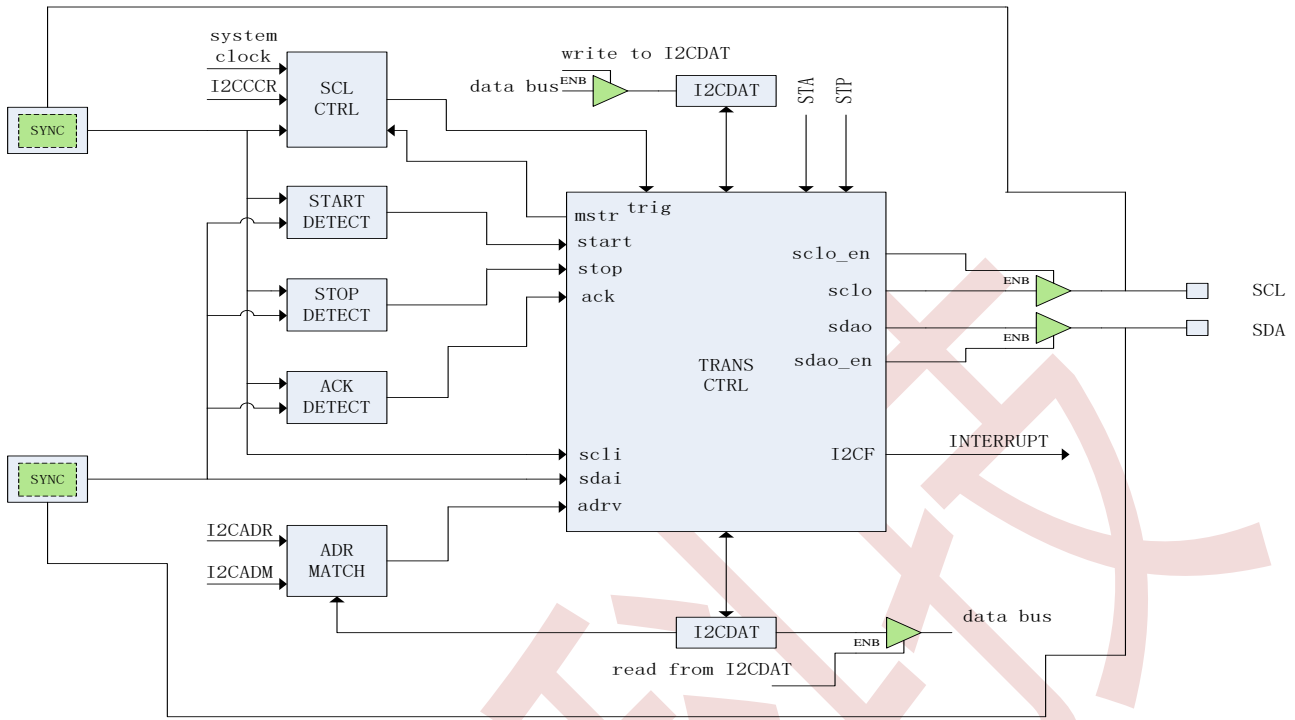 system
clock
I2CCCR
SCL
CTRL
SYNC
write to I2CDAT
data bus
ENB
I2CDAT
STA
STP
START
DETECT
STOP
DETECT
ACK
DETECT
mstr
trig
start
stop
ack
scli
sdai
adrv
TRANS
CTRL
sclo_en
sclo
sdao
sdao_en
I2CF
ENB
ENB
SCL
SDA
INTERRUPT
SYNC
I2CADR
I2CADM
ADR
MATCH
I2CDAT
ENB
data bus
read from I2CDAT